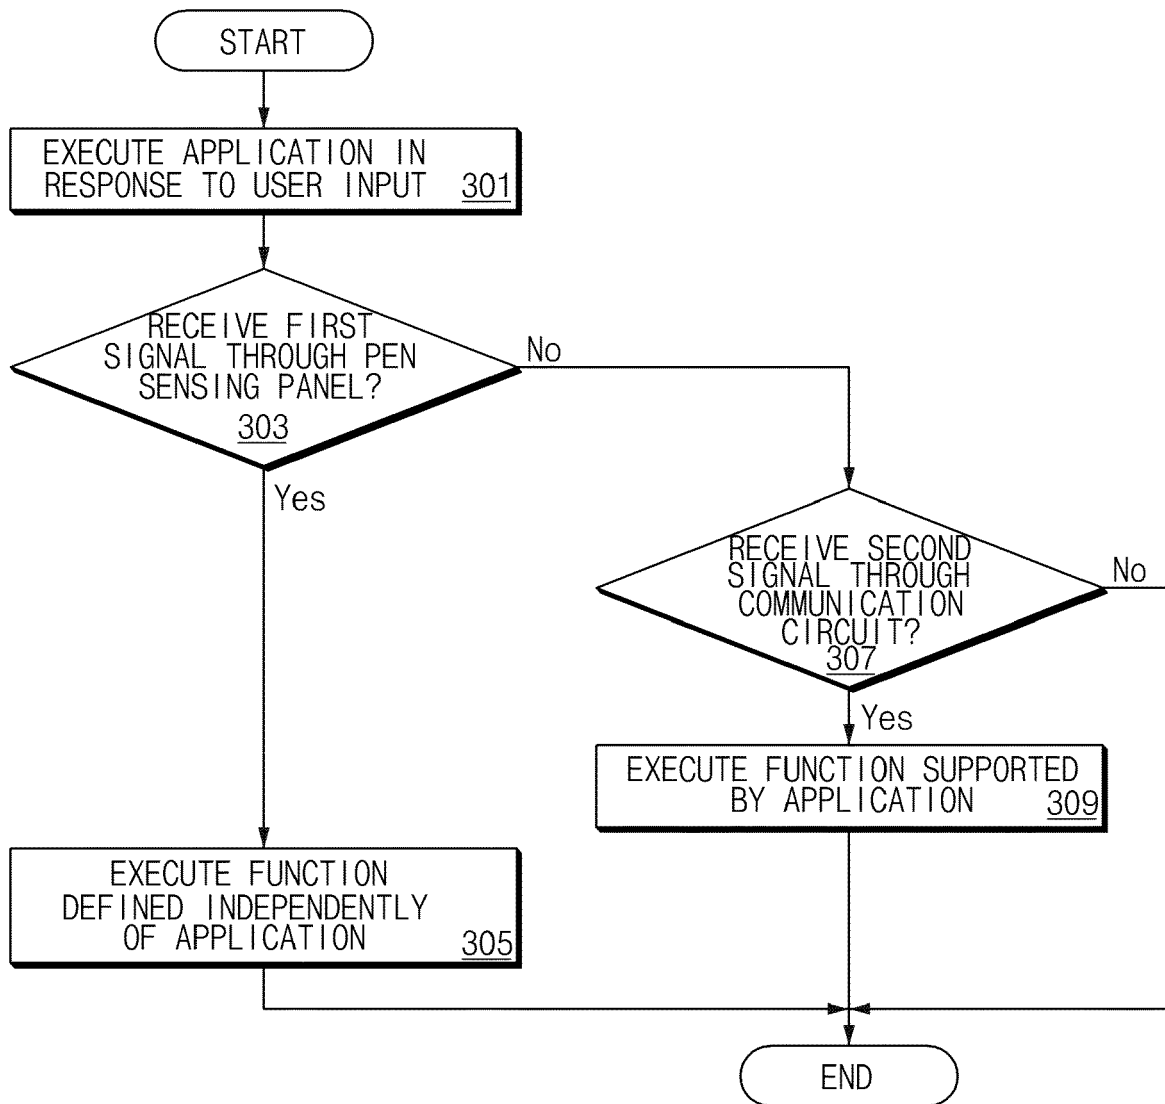 START
EXECUTE APPLICATION IN
RESPONSE TO USER INPUT 301
RECEIVE FIRST
SIGNAL THROUGH PEN
SENSING PANEL?
303
No
Yes
RECEIVE SECOND
SIGNAL THROUGH
COMMUNICATION
CIRCUIT?
307
No
Yes
EXECUTE FUNCTION SUPPORTED
BY APPLICATION 309
EXECUTE FUNCTION
DEFINED INDEPENDENTLY
OF APPLICATION 305
END